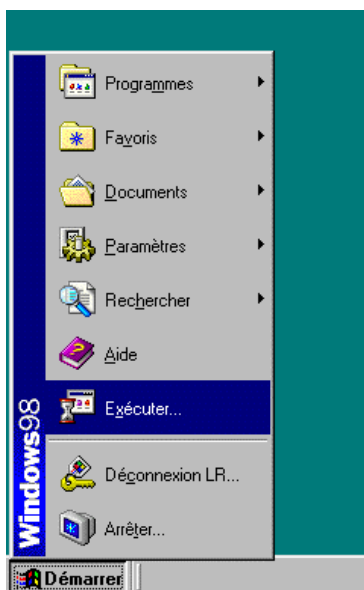 Programmes
Favoris
Documents
Paramètres
Rechercher
Aide
Exécuter...
Déconnexion LR...
Arrêter...
Windows98
Démarrer